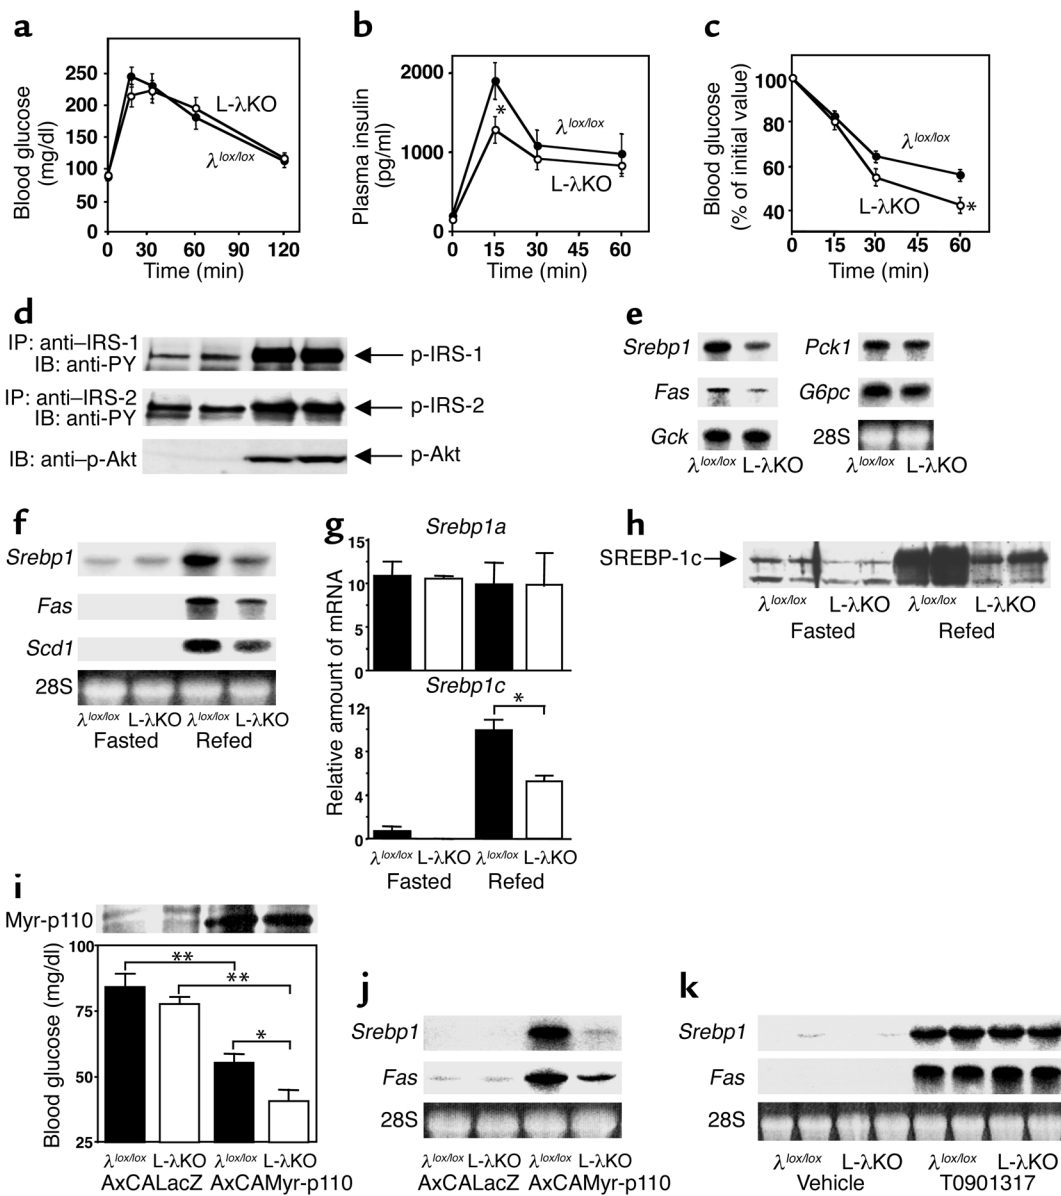 a
250
200
150
100
50
0
Blood glucose
(mg/dl)
L-λKO
λlox/lox
0 30 60 90 120
Time (min)
b
2000
1000
0
Plasma insulin
(pg/ml)
*
λlox/lox
L-λKO
0 15 30 45 60
Time (min)
c
100
80
60
40
Blood glucose
(% of initial value)
λlox/lox
L-λKO
*
0 15 30 45 60
Time (min)
d
IP: anti–IRS-1
IB: anti-PY
p-IRS-1
IP: anti–IRS-2
IB: anti-PY
p-IRS-2
IB: anti–p-Akt
p-Akt
e
Srebp1
Pck1
Fas
G6pc
Gck
28S
λlox/lox L-λKO
λlox/lox L-λKO
f
Srebp1
Fas
Scd1
28S
λlox/lox L-λKO λlox/lox L-λKO
Fasted Refed
g
Srebp1a
15
10
5
0
Relative amount of mRNA
Srebp1c
12
8
4
0
*
λlox/lox L-λKO λlox/lox L-λKO
Fasted Refed
h
SREBP-1c
λlox/lox L-λKO λlox/lox L-λKO
Fasted Refed
i
Myr-p110
100
75
50
25
Blood glucose (mg/dl)
**
**
*
λlox/lox L-λKO λlox/lox L-λKO
AxCALacZ AxCAMyr-p110
j
Srebp1
Fas
28S
λlox/lox L-λKO λlox/lox L-λKO
AxCALacZ AxCAMyr-p110
k
Srebp1
Fas
28S
λlox/lox L-λKO λlox/lox L-λKO
Vehicle T0901317